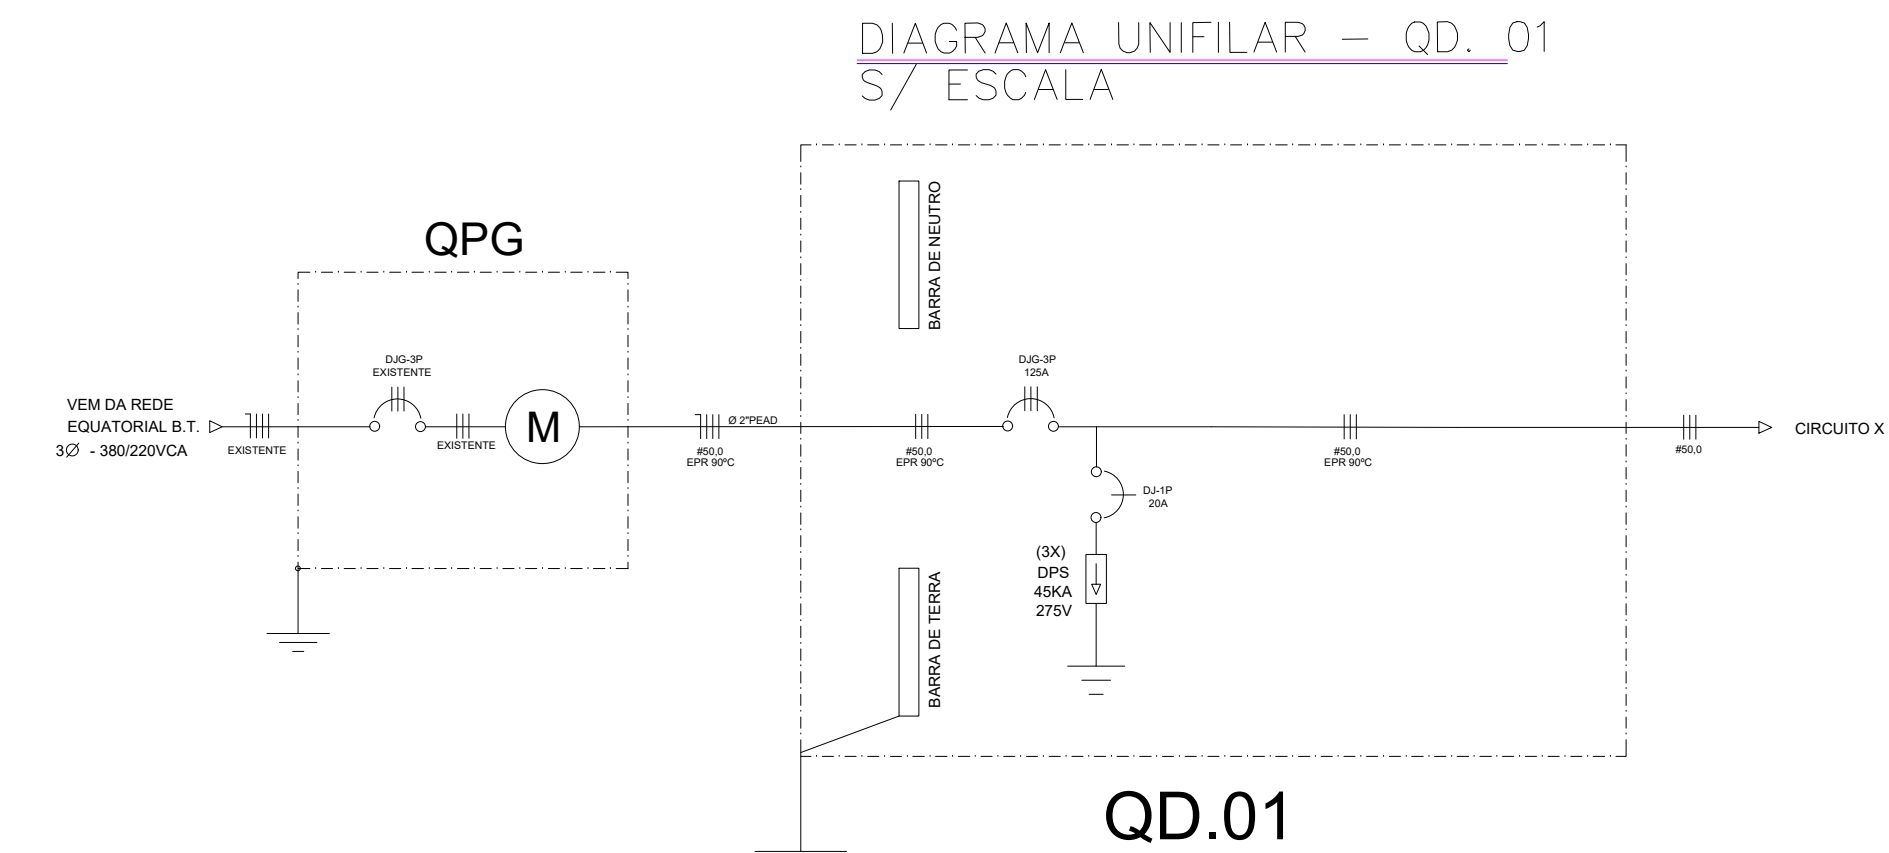 DIAGRAMA UNIFILAR - QD. 01
S/ ESCALA
QPG
BARRA DE NEUTRO
DJG-3P
EXISTENTE
DJG-3P
125A
VEM DA REDE
EQUATORIAL B.T.
3Ø - 380/220VCA
EXISTENTE
EXISTENTE
M
Ø 2"PEAD
#50,0
EPR 90ºC
#50,0
EPR 90ºC
#50,0
EPR 90ºC
#50,0
CIRCUITO X
DJ-1P
20A
(3X)
DPS
45KA
275V
BARRA DE TERRA
QD.01